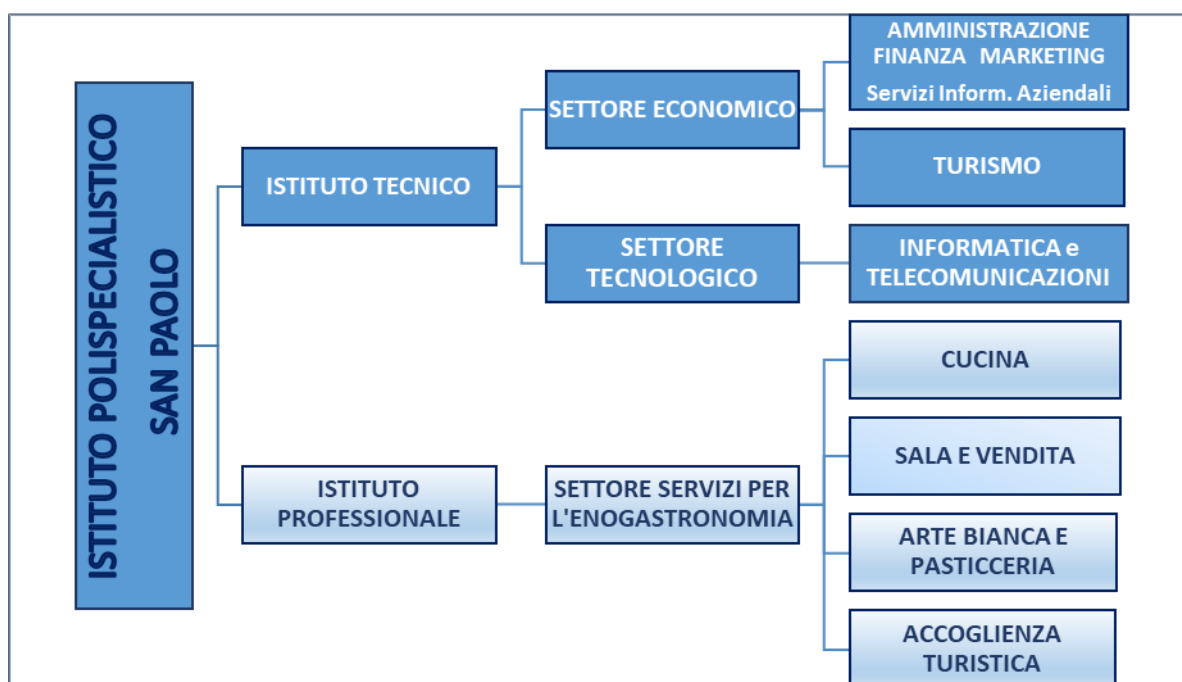 ISTITUTO POLISPECIALISTICO
SAN PAOLO
ISTITUTO TECNICO
SETTORE ECONOMICO
AMMINISTRAZIONE
FINANZA MARKETING
Servizi Inform. Aziendali
TURISMO
SETTORE
TECNOLOGICO
INFORMATICA e
TELECOMUNICAZIONI
ISTITUTO
PROFESSIONALE
SETTORE SERVIZI PER
L'ENOGASTRONOMIA
CUCINA
SALA E VENDITA
ARTE BIANCA E
PASTICCERIA
ACCOGLIENZA
TURISTICA